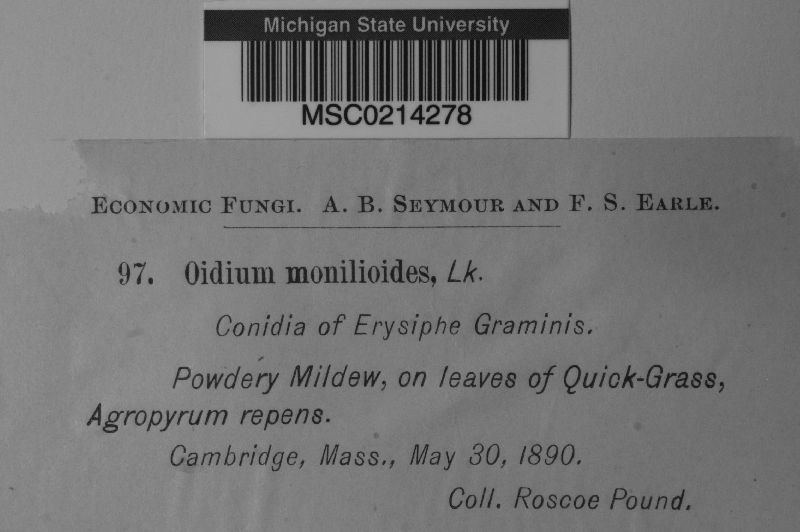 Michigan State University
MSC0214278
Economic Fungi. A. B. Seymour and F. S. Earle.
97. Oidium monilioides, Lk.
Conidia of Erysiphe Graminis.
Powdery Mildew, on leaves of Quick-Grass,
Agropyrum repens.
Cambridge, Mass., May 30, 1890.
Coll. Roscoe Pound.